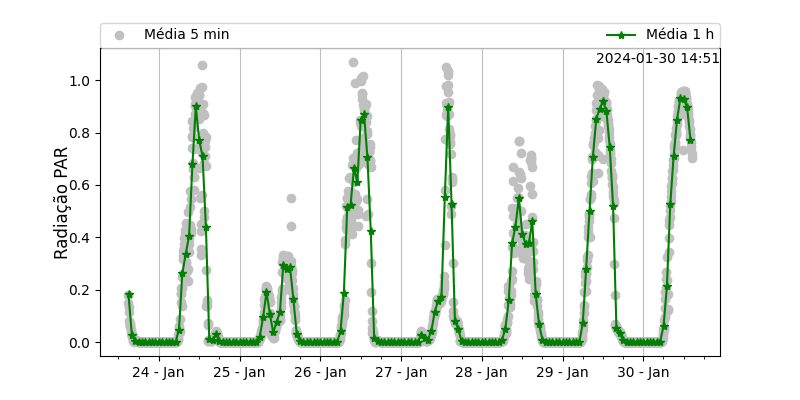 Média 5 min
Média 1 h
2024-01-30 14:51
Radiação PAR
1.0
0.8
0.6
0.4
0.2
0.0
24 - Jan
25 - Jan
26 - Jan
27 - Jan
28 - Jan
29 - Jan
30 - Jan